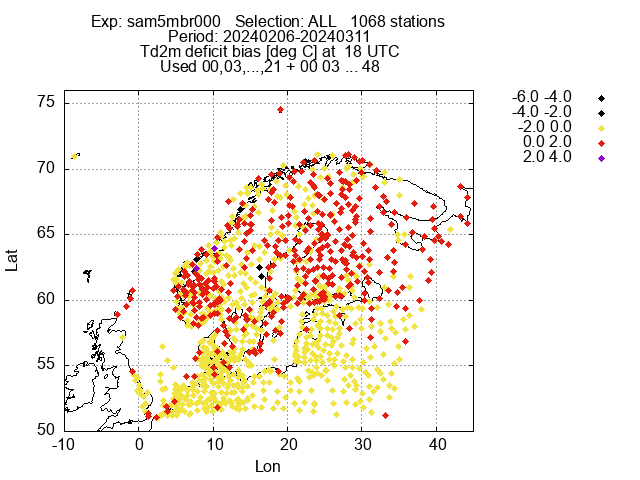 Exp: sam5mbr000   Selection: ALL   1068 stations
Period: 20240206-20240311
Td2m deficit bias [deg C] at  18 UTC
Used 00,03,...,21 + 00 03 ... 48
-6.0 -4.0
-4.0 -2.0
-2.0 0.0
0.0 2.0
2.0 4.0
75
70
65
60
55
50
Lat
-10 0 10 20 30 40
Lon